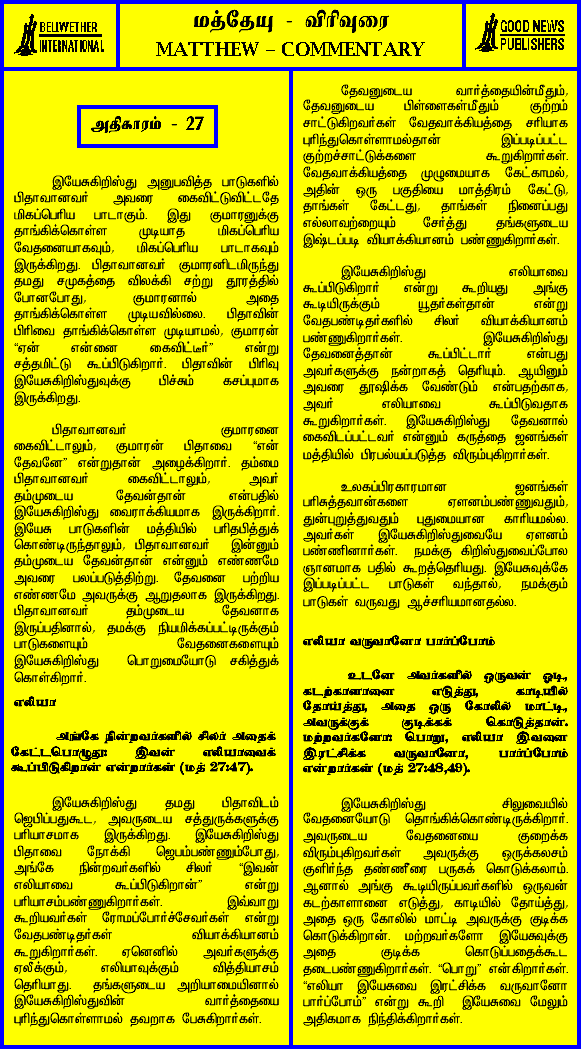 BELIWETHER
INTERNATIONAL
மத்தேயு - விரிவுரை
MATTHEW – COMMENTARY
GOOD NEWS
PUBLISHERS
அதிகாரம் - 27
இயேசுகிறிஸ்து அனுபவித்த பாடுகளில்
பிதாவானவர் அவரை கைவிட்டுவிட்டதே
மிகப்பெரிய பாடாகும். இது குமாரனுக்கு
தாங்கிக்கொள்ள முடியாத மிகப்பெரிய
வேதனையாகவும், மிகப்பெரிய பாடாகவும்
இருக்கிறது. பிதாவானவர் குமாரனிடமிருந்து
தமது சமுகத்தை விலக்கி சற்று தூரத்தில்
போனபோது, குமாரனால் அதை
தாங்கிக்கொள்ள முடியவில்லை. பிதாவின்
பிரிவை தாங்கிக்கொள்ள முடியாமல், குமாரன்
“ஏன் என்னை கைவிட்டீர்” என்று
சத்தமிட்டு கூப்பிடுகிறார். பிதாவின் பிரிவு
இயேசுகிறிஸ்துவுக்கு பிச்சும் கசப்புமாக
இருக்கிறது.
பிதாவானவர் குமாரனை
கைவிட்டாலும், குமாரன் பிதாவை “என்
தேவனே” என்றுதான் அழைக்கிறார். தம்மை
பிதாவானவர் கைவிட்டாலும், அவர்
தம்முடைய தேவன்தான் என்பதில்
இயேசுகிறிஸ்து வைராக்கியமாக இருக்கிறார்.
இயேசு பாடுகளின் மத்தியில் பரிதபித்துக்
கொண்டிருந்தாலும், பிதாவானவர் இன்னும்
தம்முடைய தேவன்தான் என்னும் எண்ணமே
அவரை பலப்படுத்திற்று. தேவனை பற்றிய
எண்ணமே அவருக்கு ஆறுதலாக இருக்கிறது.
பிதாவானவர் தம்முடைய தேவனாக
இருப்பதினால், தமக்கு நியமிக்கப்பட்டிருக்கும்
பாடுகளையும் வேதனைகளையும்
இயேசுகிறிஸ்து பொறுமையோடு சகித்துக்
கொள்கிறார்.
எலியா
அங்கே நின்றவர்களில் சிலர் அதைக்
கேட்டபொழுது: இவன் எலியாவைக்
கூப்பிடுகிறான் என்றார்கள் (மத் 27:47).
இயேசுகிறிஸ்து தமது பிதாவிடம்
ஜெபிப்பதுகூட, அவருடைய சத்துருக்களுக்கு
பரியாசமாக இருக்கிறது. இயேசுகிறிஸ்து
பிதாவை நோக்கி ஜெபம்பண்ணும்போது,
அங்கே நின்றவர்களில் சிலர் “இவன்
எலியாவை கூப்பிடுகிறான்” என்று
பரியாசம்பண்ணுகிறார்கள். இவ்வாறு
கூறியவர்கள் ரோமப்போர்ச்சேவர்கள் என்று
வேதபண்டிதர்கள் வியாக்கியானம்
கூறுகிறார்கள். ஏனெனில் அவர்களுக்கு
ஏலீக்கும், எலியாவுக்கும் வித்தியாசம்
தெரியாது. தங்களுடைய அறியாமையினால்
இயேசுகிறிஸ்துவின் வார்த்தையை
புரிந்துகொள்ளாமல் தவறாக பேசுகிறார்கள்.
தேவனுடைய வார்த்தையின்மீதும்,
தேவனுடைய பிள்ளைகள்மீதும் குற்றம்
சாட்டுகிறவர்கள் வேதவாக்கியத்தை சரியாக
புரிந்துகொள்ளாமல்தான் இப்படிப்பட்ட
குற்றச்சாட்டுக்களை கூறுகிறார்கள்.
வேதவாக்கியத்தை முழுமையாக கேட்காமல்,
அதின் ஒரு பகுதியை மாத்திரம் கேட்டு,
தாங்கள் கேட்டது, தாங்கள் நினைப்பது
எல்லாவற்றையும் சேர்த்து தங்களுடைய
இஷ்டப்படி வியாக்கியானம் பண்ணுகிறார்கள்.
இயேசுகிறிஸ்து எலியாவை
கூப்பிடுகிறார் என்று கூறியது அங்கு
கூடியிருக்கும் யூதர்கள்தான் என்று
வேதபண்டிதர்களில் சிலர் வியாக்கியானம்
பண்ணுகிறார்கள். இயேசுகிறிஸ்து
தேவனைத்தான் கூப்பிட்டார் என்பது
அவர்களுக்கு நன்றாகத் தெரியும். ஆயினும்
அவரை தூஷிக்க வேண்டும் என்பதற்காக,
அவர் எலியாவை கூப்பிடுவதாக
கூறுகிறார்கள். இயேசுகிறிஸ்து தேவனால்
கைவிடப்பட்டவர் என்னும் கருத்தை ஜனங்கள்
மத்தியில் பிரபல்யப்படுத்த விரும்புகிறார்கள்.
உலகப்பிரகாரமான ஜனங்கள்
பரிசுத்தவான்களை ஏளனம்பண்ணுவதும்,
துன்புறுத்துவதும் புதுமையான காரியமல்ல.
அவர்கள் இயேசுகிறிஸ்துவையே ஏளனம்
பண்ணினார்கள். நமக்கு கிறிஸ்துவைப்போல
ஞானமாக பதில் கூறத்தெரியது. இயேசுவுக்கே
இப்படிப்பட்ட பாடுகள் வந்தால், நமக்கும்
பாடுகள் வருவது ஆச்சரியமானதல்ல.
எலியா வருவானோ பார்ப்போம்
உடனே அவர்களில் ஒருவன் ஓடி,
கடற்காளானை எடுத்து, காடியில்
தோய்த்து, அதை ஒரு கோலில் மாட்டி,
அவருக்குக் குடிக்கக் கொடுத்தான்.
மற்றவர்களோ: பொறு, எலியா இவனை
இரட்சிக்க வருவானோ, பார்ப்போம்
என்றார்கள் (மத் 27:48,49).
இயேசுகிறிஸ்து சிலுவையில்
வேதனையோடு தொங்கிக்கொண்டிருக்கிறார்.
அவருடைய வேதனையை குறைக்க
விரும்புகிறவர்கள் அவருக்கு ஒருக்கலசம்
குளிர்ந்த தண்ணீரை பருகக் கொடுக்கலாம்.
ஆனால் அங்கு கூடியிருப்பவர்களில் ஒருவன்
கடற்காளானை எடுத்து, காடியில் தோய்த்து,
அதை ஒரு கோலில் மாட்டி அவருக்கு குடிக்க
கொடுக்கிறான். மற்றவர்களோ இயேசுவுக்கு
அதை குடிக்க கொடுப்பதைக்கூட
தடைபண்ணுகிறார்கள். “பொறு” என்கிறார்கள்.
“எலியா இயேசுவை இரட்சிக்க வருவானோ
பார்ப்போம்” என்று கூறி இயேசுவை மேலும்
அதிகமாக நிந்திக்கிறார்கள்.